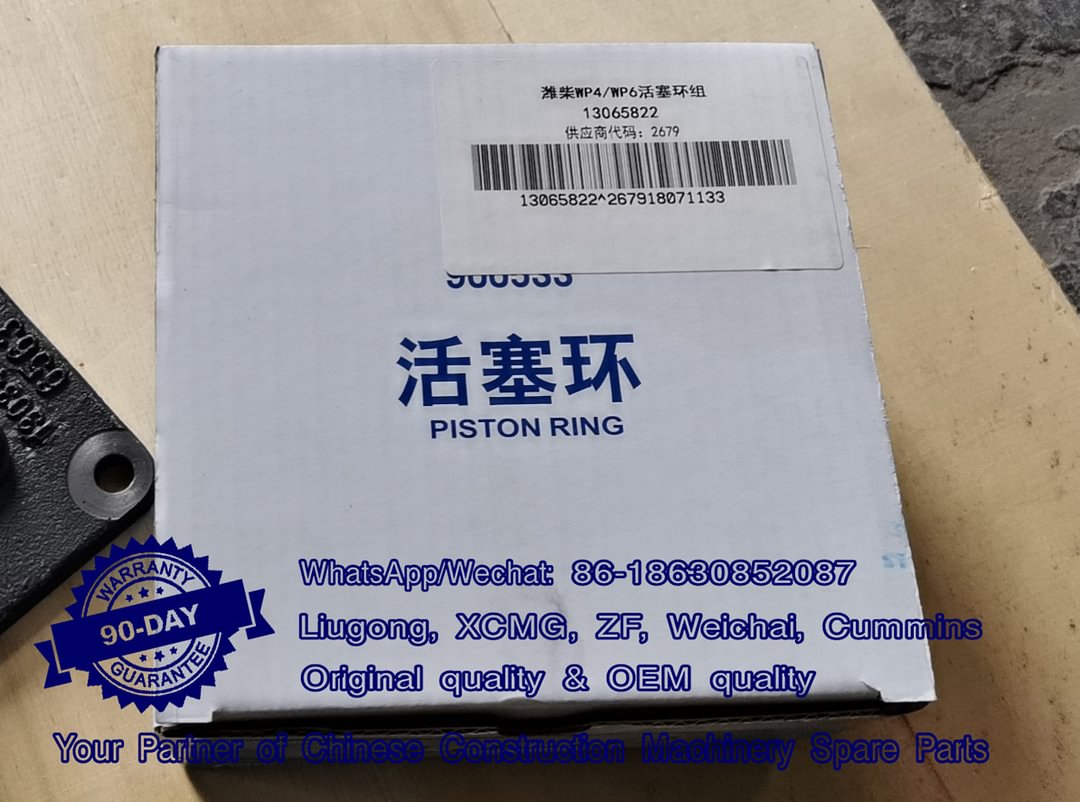 潍柴WP4/WP6活塞环组
13065822
供应商代码：2679
13065822^267918071133
活塞环
PISTON RING
WARRANTY
90-DAY
GUARANTEE
WhatsApp/Wechat: 86-18630852087
Liugong, XCMG, ZF, Weichai, Cummins
Original quality & OEM quality
Your Partner of Chinese Construction Machinery Spare Parts